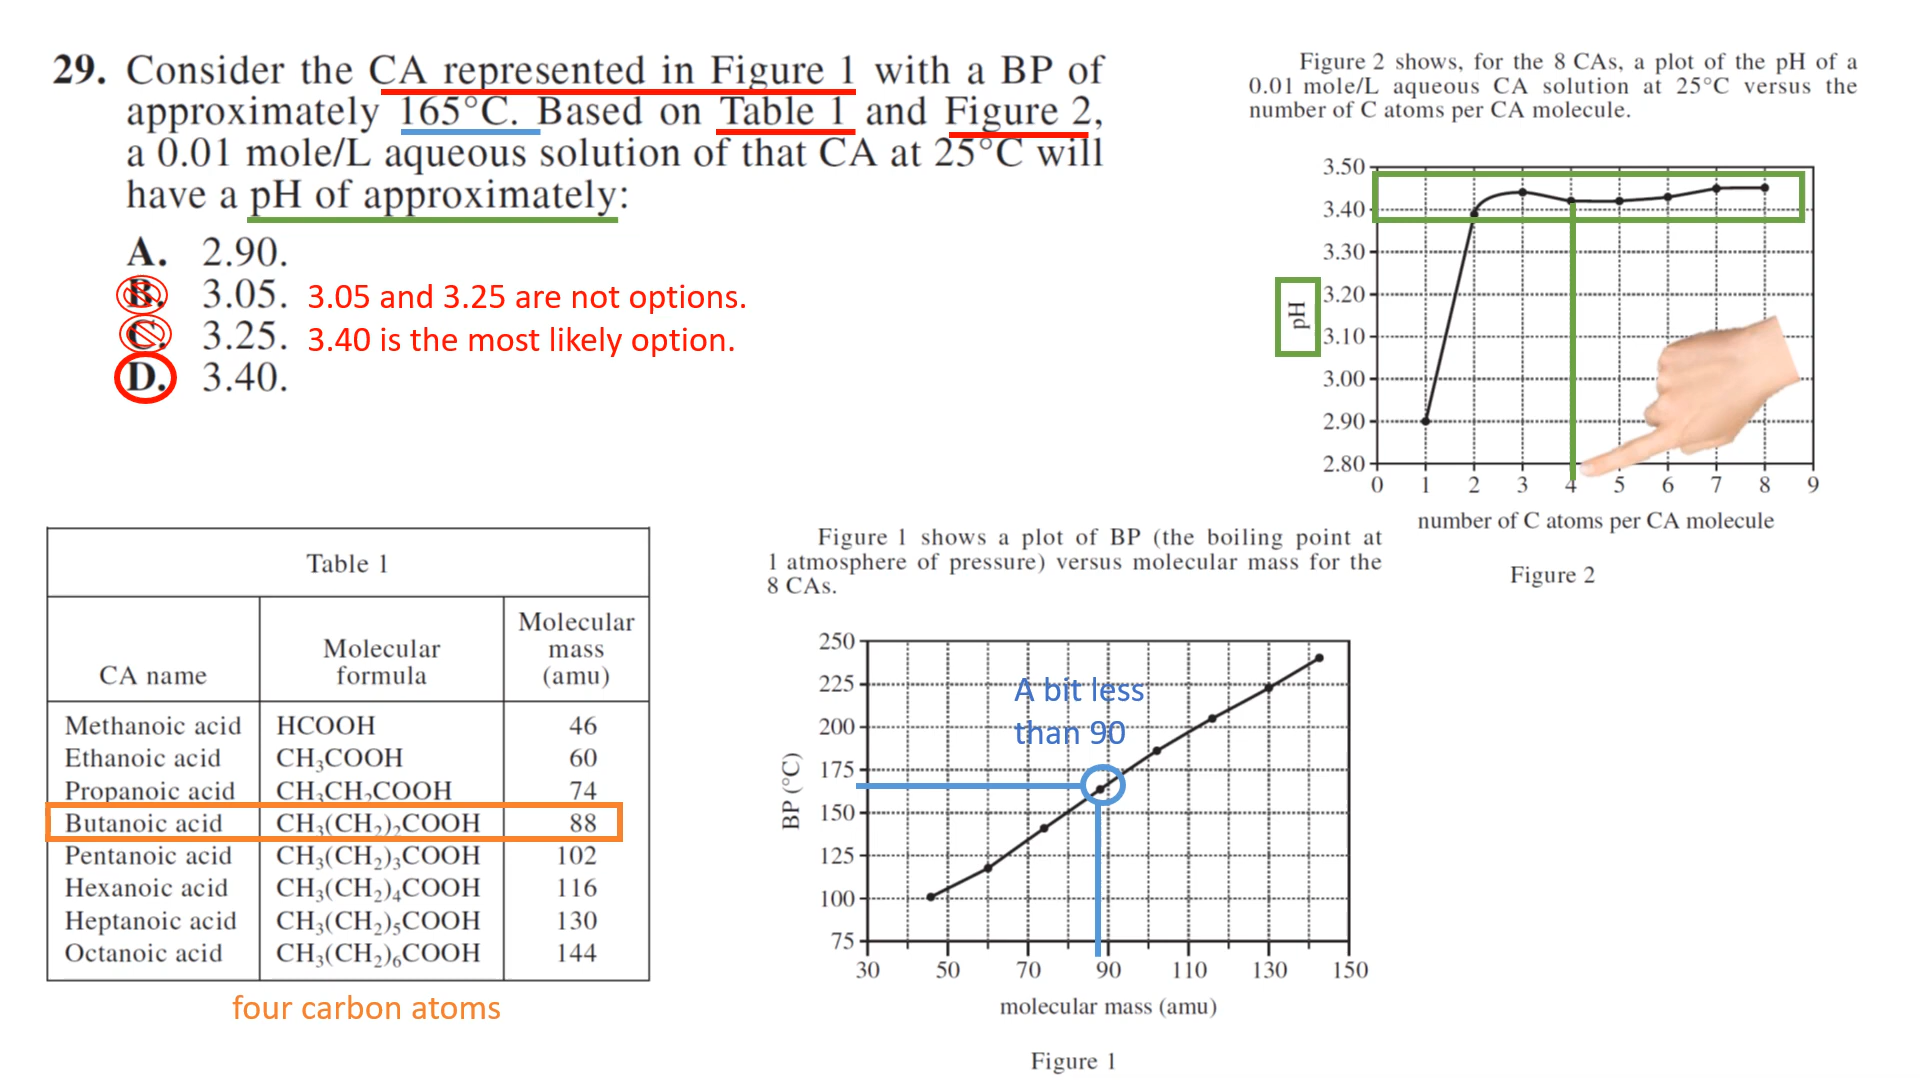 29. Consider the CA represented in Figure 1 with a BP of
approximately 165°C. Based on Table 1 and Figure 2,
a 0.01 mole/L aqueous solution of that CA at 25°C will
have a pH of approximately:
A. 2.90.
B. 3.05. 3.05 and 3.25 are not options.
C. 3.25. 3.40 is the most likely option.
D. 3.40.
Figure 2 shows, for the 8 CAs, a plot of the pH of a
0.01 mole/L aqueous CA solution at 25°C versus the
number of C atoms per CA molecule.
3.50
3.40
3.30
3.20
3.10
3.00
2.90
2.80
pH
0 1 2 3 4 5 6 7 8 9
number of C atoms per CA molecule
Figure 2
Table 1
CA name
Molecular
formula
Molecular
mass
(amu)
Methanoic acid HCOOH 46
Ethanoic acid CH₃COOH 60
Propanoic acid CH₃CH₂COOH 74
Butanoic acid CH₃(CH₂)₂COOH 88
Pentanoic acid CH₃(CH₂)₃COOH 102
Hexanoic acid CH₃(CH₂)₄COOH 116
Heptanoic acid CH₃(CH₂)₅COOH 130
Octanoic acid CH₃(CH₂)₆COOH 144
four carbon atoms
Figure 1 shows a plot of BP (the boiling point at
1 atmosphere of pressure) versus molecular mass for the
8 CAs.
250
225
200
175
150
125
100
75
BP (°C)
A bit less
than 90
30 50 70 90 110 130 150
molecular mass (amu)
Figure 1